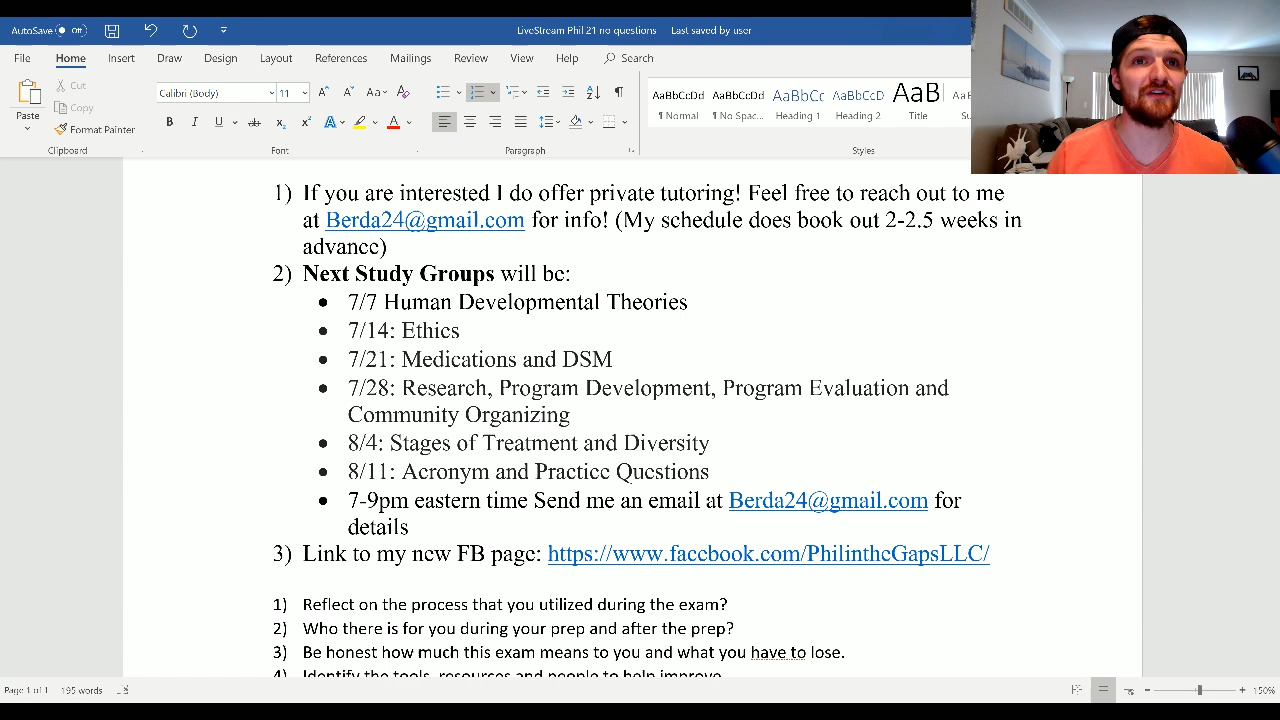 AutoSave Off
LiveStream Phil 21 no questions Last saved by user
File Home Insert Draw Design Layout References Mailings Review View Help Search
Paste
Cut
Copy
Format Painter
Clipboard
Calibri (Body) 11
Font
Paragraph
AaBbCcDd AaBbCcDd AaBbCc AaBbCcD AaB
¶ Normal ¶ No Spac... Heading 1 Heading 2 Title
Styles
1) If you are interested I do offer private tutoring! Feel free to reach out to me
at Berda24@gmail.com for info! (My schedule does book out 2-2.5 weeks in
advance)
2) Next Study Groups will be:
• 7/7 Human Developmental Theories
• 7/14: Ethics
• 7/21: Medications and DSM
• 7/28: Research, Program Development, Program Evaluation and
Community Organizing
• 8/4: Stages of Treatment and Diversity
• 8/11: Acronym and Practice Questions
• 7-9pm eastern time Send me an email at Berda24@gmail.com for
details
3) Link to my new FB page: https://www.facebook.com/PhilintheGapsLLC/
1) Reflect on the process that you utilized during the exam?
2) Who there is for you during your prep and after the prep?
3) Be honest how much this exam means to you and what you have to lose.
4) Identify the tools, resources and people to help improve
Page 1 of 1 195 words
150%